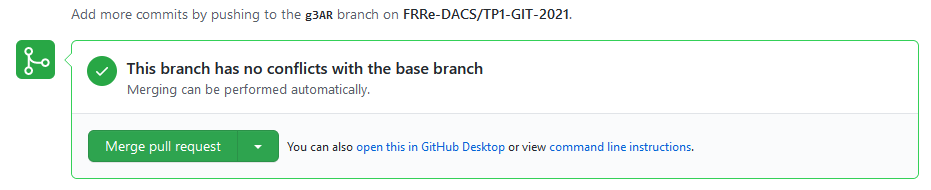 Add more commits by pushing to the g3AR branch on FRRe-DACS/TP1-GIT-2021.
This branch has no conflicts with the base branch
Merging can be performed automatically.
Merge pull request
You can also open this in GitHub Desktop or view command line instructions.